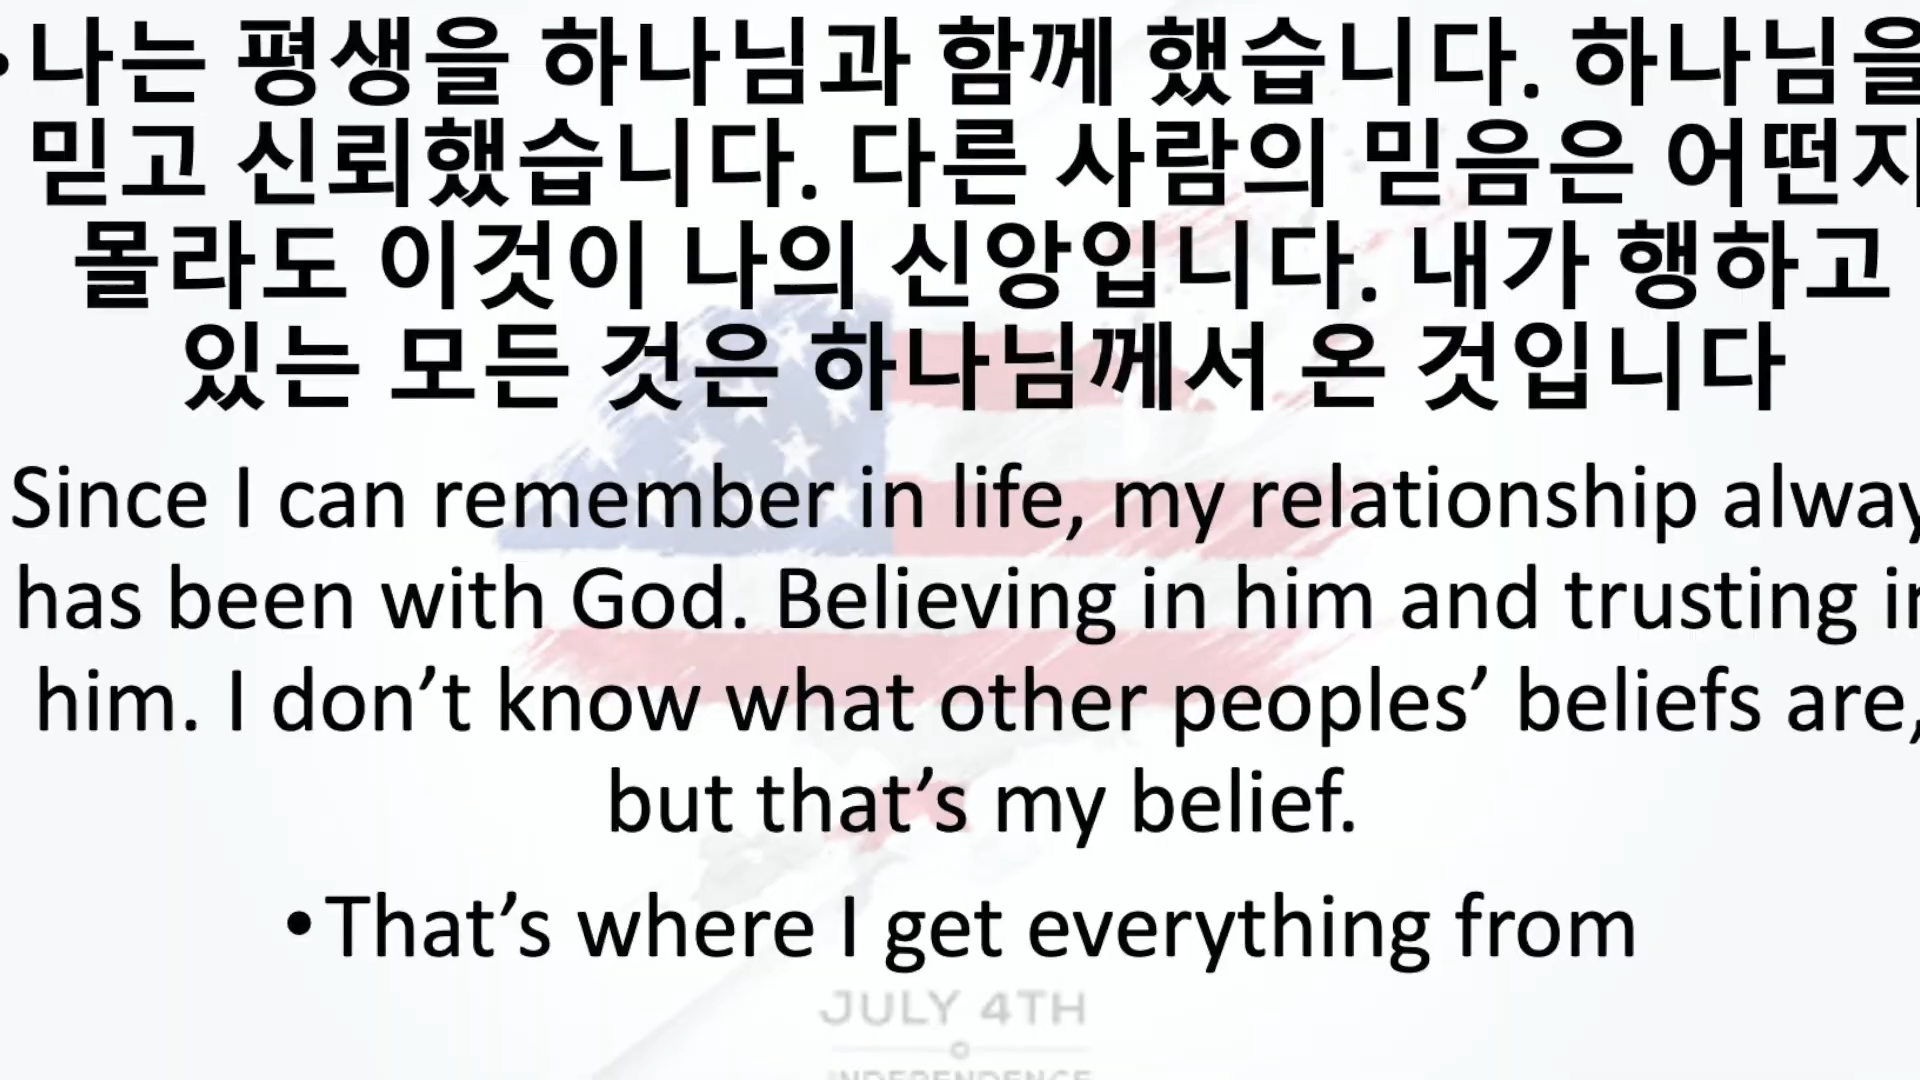 • 나는 평생을 하나님과 함께 했습니다. 하나님을
믿고 신뢰했습니다. 다른 사람의 믿음은 어떤지
몰라도 이것이 나의 신앙입니다. 내가 행하고
있는 모든 것은 하나님께서 온 것입니다
Since I can remember in life, my relationship alway
has been with God. Believing in him and trusting in
him. I don’t know what other peoples’ beliefs are,
but that’s my belief.
• That’s where I get everything from
JULY 4TH
INDEPENDENCE